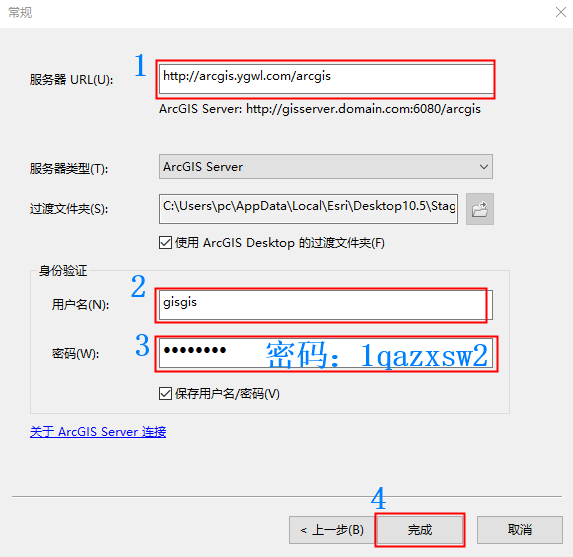 常规
1
服务器 URL(U):
http://arcgis.ygwl.com/arcgis
ArcGIS Server: http://gisserver.domain.com:6080/arcgis
服务器类型(T):
ArcGIS Server
过渡文件夹(S):
C:\Users\pc\AppData\Local\Esri\Desktop10.5\Stag
使用 ArcGIS Desktop 的过渡文件夹(F)
身份验证
2
用户名(N):
gisgis
3
密码(W):
●●●●●●●● 密码：1qazxsw2
保存用户名/密码(V)
关于 ArcGIS Server 连接
4
< 上一步(B) 完成 取消